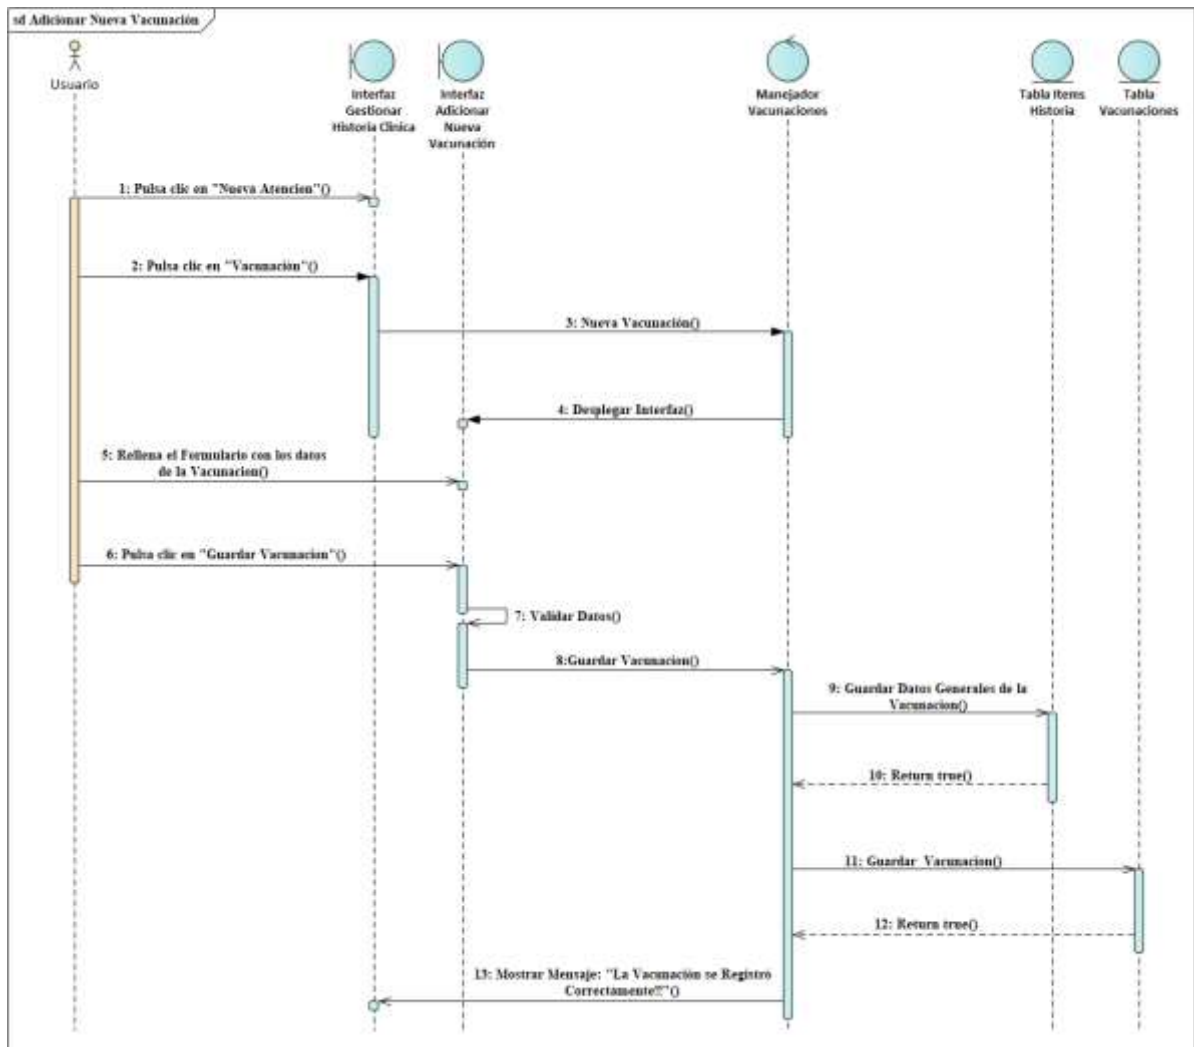 sd Adicionar Nueva Vacunación
Usuario
Interfaz
Gestionar
Historia Clinica
Interfaz
Adicionar
Nueva
Vacunación
Manejador
Vacunaciones
Tabla Items
Historia
Tabla
Vacunaciones
1: Pulsa clic en "Nueva Atencion"()
2: Pulsa clic en "Vacunación"()
3: Nueva Vacunación()
4: Desplegar Interfaz()
5: Rellena el Formulario con los datos
de la Vacunacion()
6: Pulsa clic en "Guardar Vacunacion"()
7: Validar Datos()
8:Guardar Vacunacion()
9: Guardar Datos Generales de la
Vacunacion()
10: Return true()
11: Guardar Vacunacion()
12: Return true()
13: Mostrar Mensaje: "La Vacunación se Registró
Correctamente!!"()